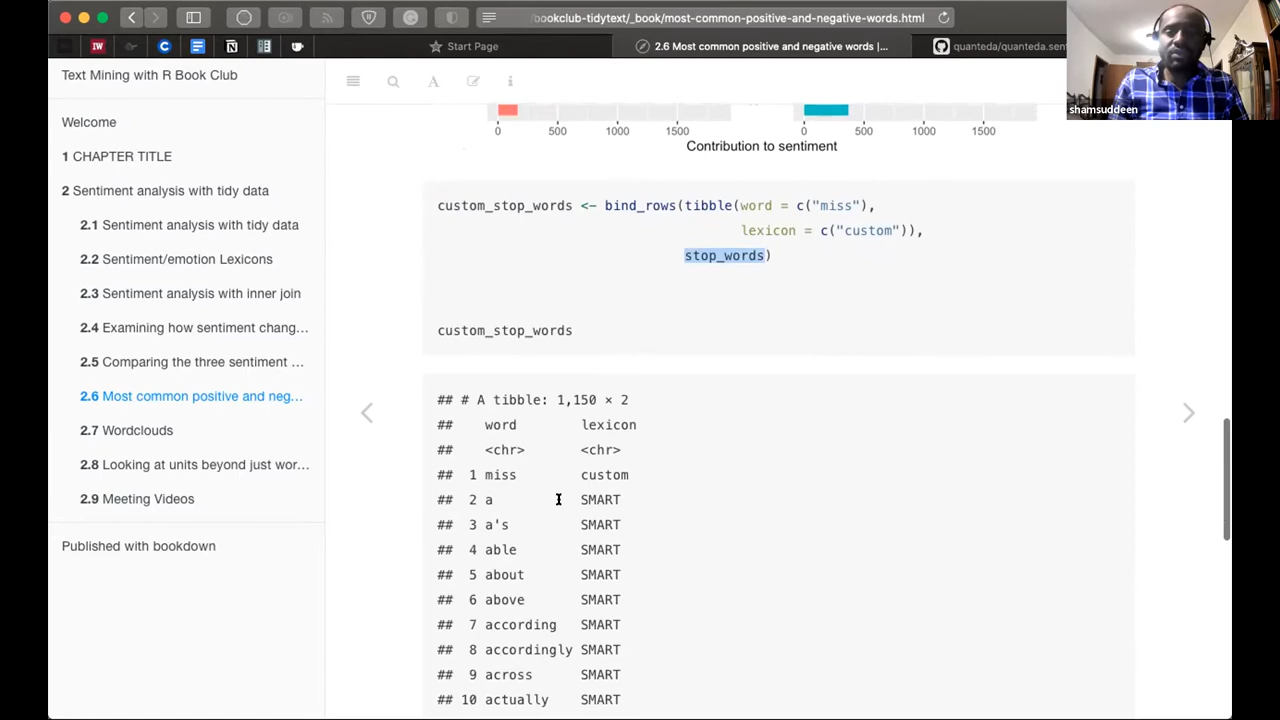 /bookclub-tidytext/_book/most-common-positive-and-negative-words.html
IW
Start Page
2.6 Most common positive and negative words |...
quanteda/quanteda.sen
shamsuddeen
Text Mining with R Book Club
Welcome
1 CHAPTER TITLE
2 Sentiment analysis with tidy data
2.1 Sentiment analysis with tidy data
2.2 Sentiment/emotion Lexicons
2.3 Sentiment analysis with inner join
2.4 Examining how sentiment chang...
2.5 Comparing the three sentiment ...
2.6 Most common positive and neg...
2.7 Wordclouds
2.8 Looking at units beyond just wor...
2.9 Meeting Videos
Published with bookdown
0 500 1000 1500 0 500 1000 1500
Contribution to sentiment
custom_stop_words <- bind_rows(tibble(word = c("miss"),
lexicon = c("custom")),
stop_words)
custom_stop_words
## # A tibble: 1,150 × 2
## word lexicon
## <chr> <chr>
## 1 miss custom
## 2 a SMART
## 3 a's SMART
## 4 able SMART
## 5 about SMART
## 6 above SMART
## 7 according SMART
## 8 accordingly SMART
## 9 across SMART
## 10 actually SMART